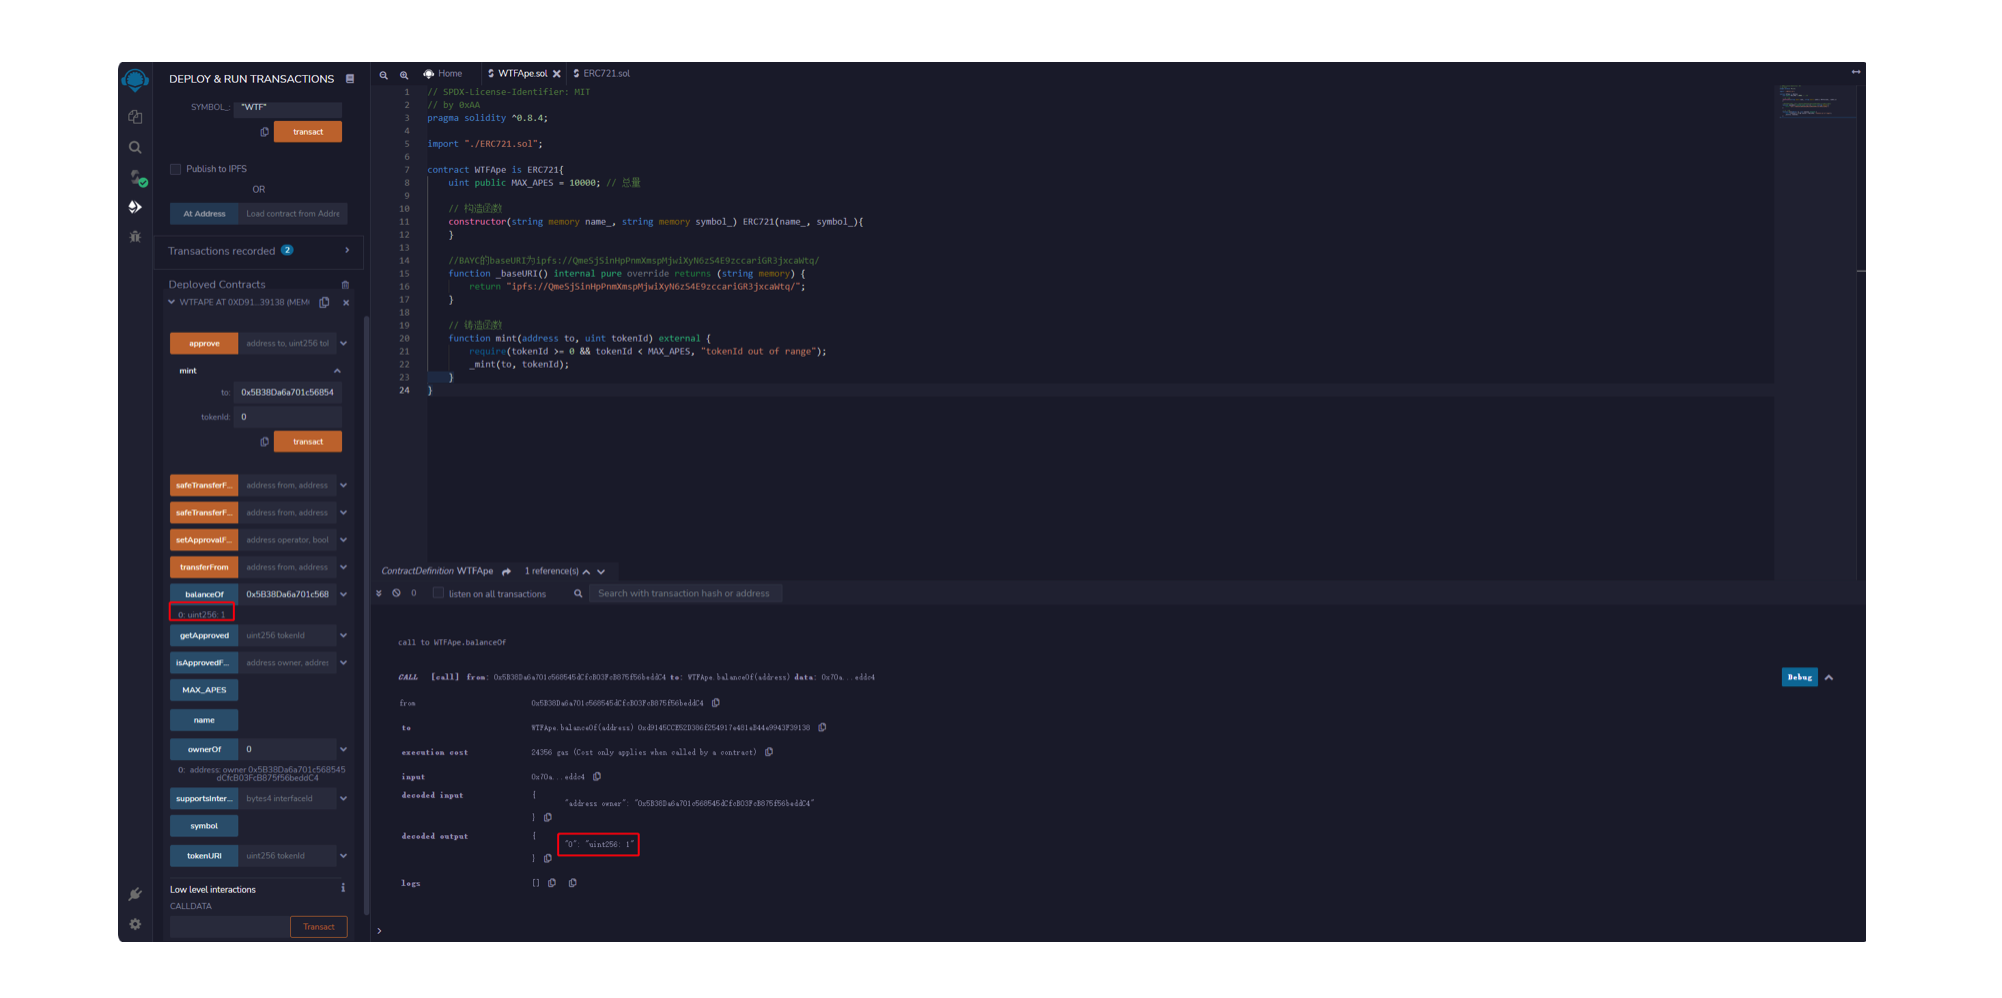 DEPLOY & RUN TRANSACTIONS
SYMBOL_: "WTF"
transact
Publish to IPFS
OR
At Address Load contract from Addre
Transactions recorded 2
Deployed Contracts
WTFAPE AT 0XD91...39138 (MEM
approve address to, uint256 tol
mint
to: 0x5B38Da6a701c56854
tokenId: 0
transact
safeTransferF... address from, address
safeTransferF... address from, address
setApprovalF... address operator, bool
transferFrom address from, address
balanceOf 0x5B38Da6a701c568
0: uint256: 1
getApproved uint256 tokenId
isApprovedF... address owner, addres
MAX_APES
name
ownerOf 0
0: address: owner 0x5B38Da6a701c568545
dCfcB03FcB875f56beddC4
supportsInter... bytes4 interfaceId
symbol
tokenURI uint256 tokenId
Low level interactions
CALLDATA
Transact
Home WTFApe.sol ERC721.sol
1 // SPDX-License-Identifier: MIT
2 // by 0xAA
3 pragma solidity ^0.8.4;
4
5 import "./ERC721.sol";
6
7 contract WTFApe is ERC721{
8 uint public MAX_APES = 10000; // 总量
9
10 // 构造函数
11 constructor(string memory name_, string memory symbol_) ERC721(name_, symbol_){
12 }
13
14 //BAYC的baseURI为ipfs://QmeSjSinHpPnmXmspMjwiXyN6zS4E9zccariGR3jxcaWtq/
15 function _baseURI() internal pure override returns (string memory) {
16 return "ipfs://QmeSjSinHpPnmXmspMjwiXyN6zS4E9zccariGR3jxcaWtq/";
17 }
18
19 // 铸造函数
20 function mint(address to, uint tokenId) external {
21 require(tokenId >= 0 && tokenId < MAX_APES, "tokenId out of range");
22 _mint(to, tokenId);
23 }
24 }
ContractDefinition WTFApe 1 reference(s)
0 listen on all transactions Search with transaction hash or address
call to WTFApe.balanceOf
CALL [call] from: 0x5B38Da6a701c568545dCfcB03FcB875f56beddC4 to: WTFApe.balanceOf(address) data: 0x70a...eddc4
Debug
from 0x5B38Da6a701c568545dCfcB03FcB875f56beddC4
to WTFApe.balanceOf(address) 0xd9145CCE52D386f254917e481eB44e9943F39138
execution cost 24356 gas (Cost only applies when called by a contract)
input 0x70a...eddc4
decoded input {
"address owner": "0x5B38Da6a701c568545dCfcB03FcB875f56beddC4"
}
decoded output {
"0": "uint256: 1"
}
logs []
>